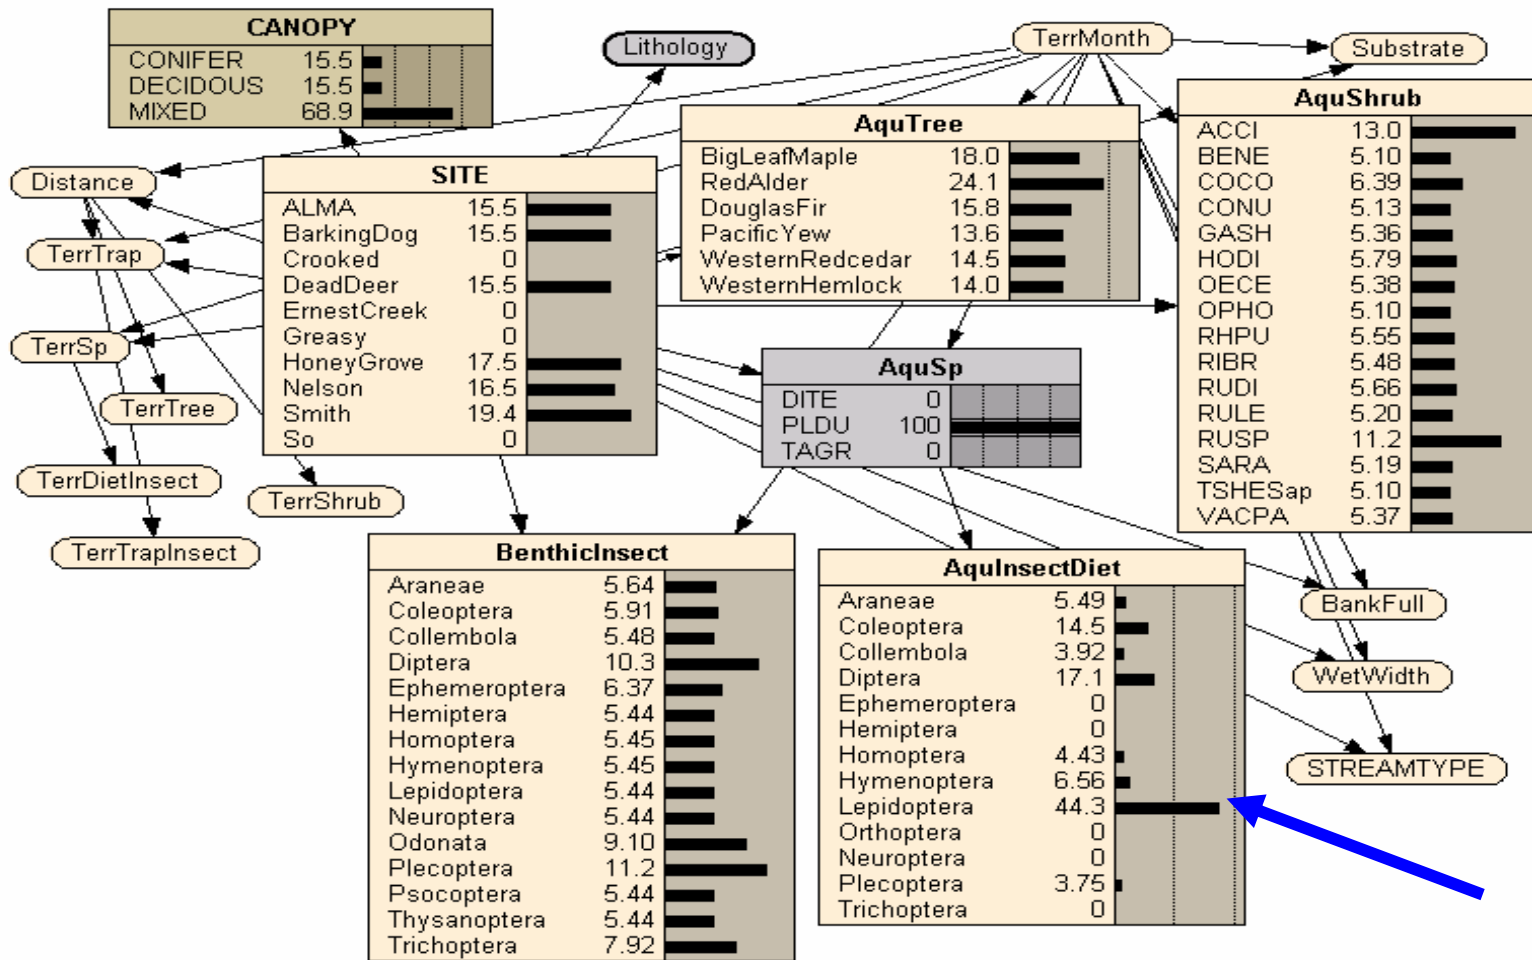 CANOPY
CONIFER 15.5
DECIDOUS 15.5
MIXED 68.9
Lithology
TerrMonth
Substrate
AquTree
BigLeafMaple 18.0
RedAlder 24.1
DouglasFir 15.8
PacificYew 13.6
WesternRedcedar 14.5
WesternHemlock 14.0
AquShrub
ACCI 13.0
BENE 5.10
COCO 6.39
CONU 5.13
GASH 5.36
HODI 5.79
OECE 5.38
OPHO 5.10
RHPU 5.55
RIBR 5.48
RUDI 5.66
RULE 5.20
RUSP 11.2
SARA 5.19
TSHESap 5.10
VACPA 5.37
Distance
SITE
ALMA 15.5
BarkingDog 15.5
Crooked 0
DeadDeer 15.5
ErnestCreek 0
Greasy 0
HoneyGrove 17.5
Nelson 16.5
Smith 19.4
So 0
TerrTrap
TerrSp
TerrTree
TerrDietInsect
TerrShrub
TerrTrapInsect
AquSp
DITE 0
PLDU 100
TAGR 0
BenthicInsect
Araneae 5.64
Coleoptera 5.91
Collembola 5.48
Diptera 10.3
Ephemeroptera 6.37
Hemiptera 5.44
Homoptera 5.45
Hymenoptera 5.45
Lepidoptera 5.44
Neuroptera 5.44
Odonata 9.10
Plecoptera 11.2
Psocoptera 5.44
Thysanoptera 5.44
Trichoptera 7.92
AquInsectDiet
Araneae 5.49
Coleoptera 14.5
Collembola 3.92
Diptera 17.1
Ephemeroptera 0
Hemiptera 0
Homoptera 4.43
Hymenoptera 6.56
Lepidoptera 44.3
Orthoptera 0
Neuroptera 0
Plecoptera 3.75
Trichoptera 0
BankFull
WetWidth
STREAMTYPE